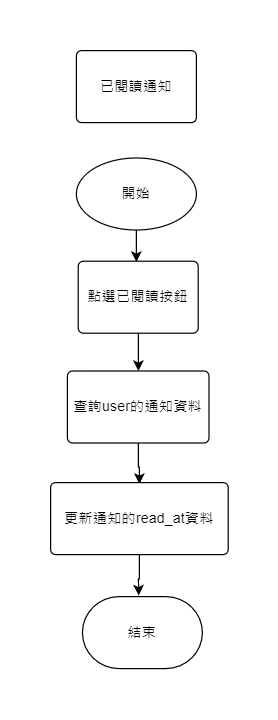 已閱讀通知
開始
點選已閱讀按鈕
查詢user的通知資料
更新通知的read_at資料
結束